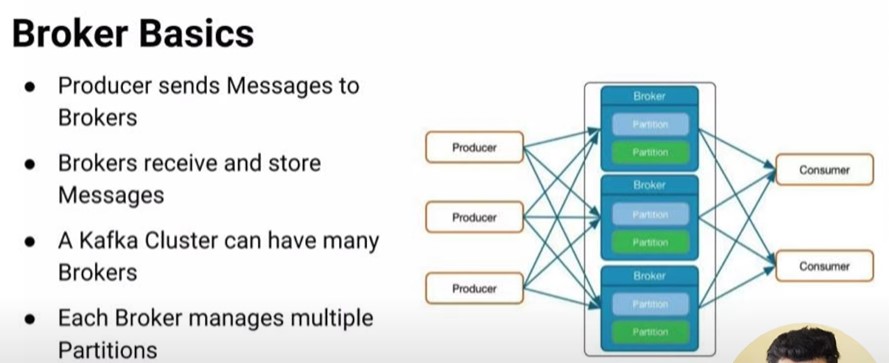 Broker Basics
● Producer sends Messages to
Brokers
● Brokers receive and store
Messages
● A Kafka Cluster can have many
Brokers
● Each Broker manages multiple
Partitions
Producer
Producer
Producer
Broker
Partition
Partition
Broker
Partition
Partition
Broker
Partition
Partition
Consumer
Consumer